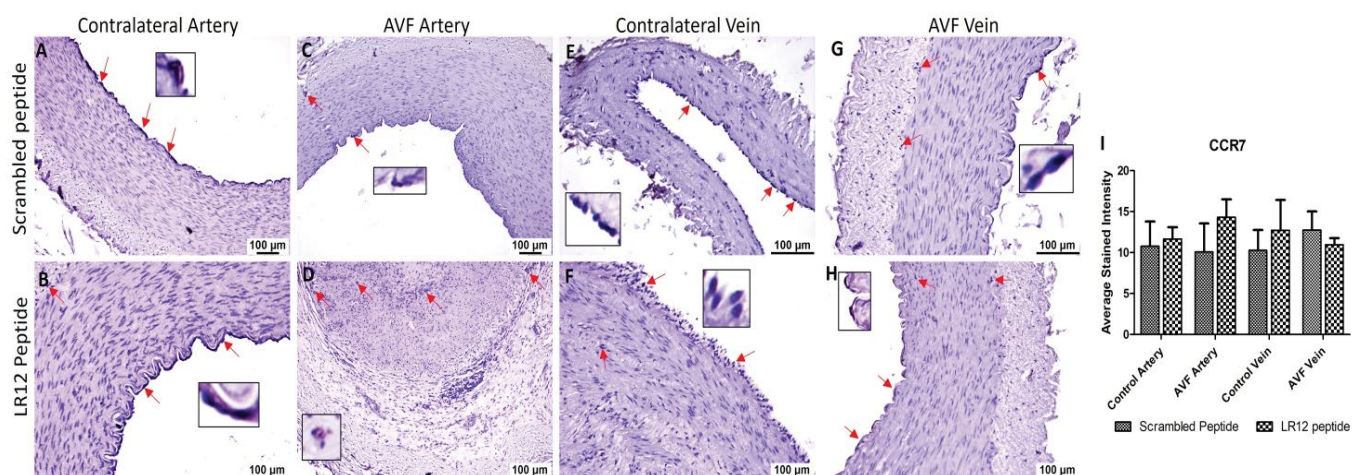 Contralateral Artery
AVF Artery
Contralateral Vein
AVF Vein
Scrambled peptide
A
100 µm
C
100 µm
E
100 µm
G
100 µm
LR12 Peptide
B
100 µm
D
100 µm
F
100 µm
H
100 µm
I
CCR7
Average Stained Intensity
20
15
10
5
0
Control Artery
AVF Artery
Control Vein
AVF Vein
Scrambled Peptide
LR12 peptide